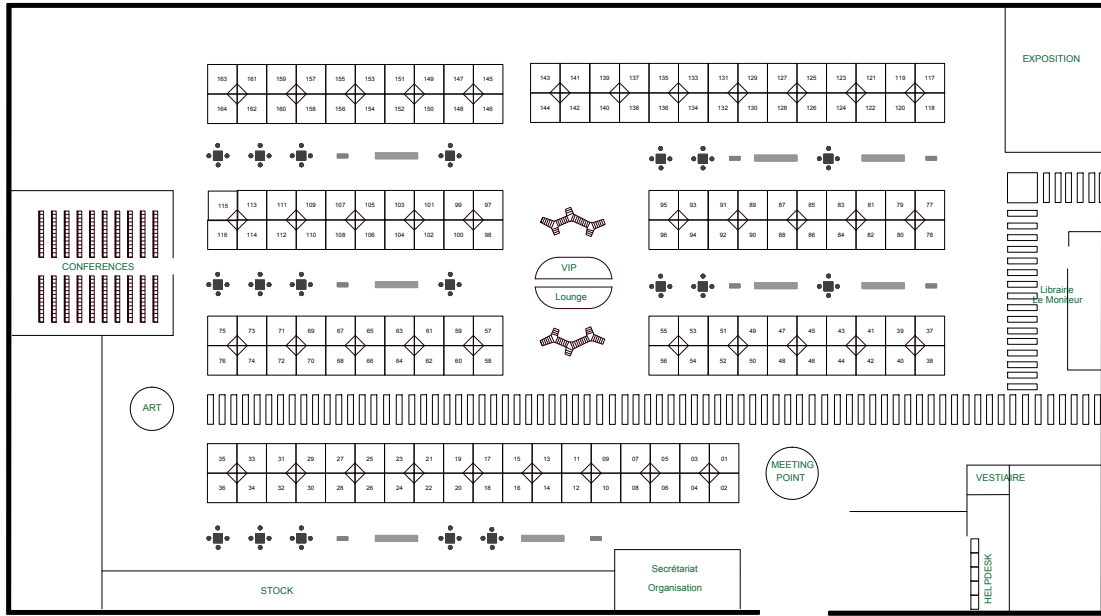 EXPOSITION
163 161 159 157 155 153 151 149 147 145
143 141 139 137 135 133 131 129 127 125 123 121 119 117
164 162 160 158 156 154 152 150 148 146
144 142 140 138 136 134 132 130 128 126 124 122 120 118
115 113 111 109 107 105 103 101 99 97
95 93 91 89 87 85 83 81 79 77
116 114 112 110 108 106 104 102 100 98
96 94 92 90 88 86 84 82 80 78
CONFERENCES
VIP
Lounge
Librairie
Le Moniteur
75 73 71 69 67 65 63 61 59 57
55 53 51 49 47 45 43 41 39 37
76 74 72 70 68 66 64 62 60 58
56 54 52 50 48 46 44 42 40 38
ART
35 33 31 29 27 25 23 21 19 17 15 13 11 09 07 05 03 01
36 34 32 30 28 26 24 22 20 18 16 14 12 10 08 06 04 02
MEETING
POINT
VESTIAIRE
HELPDESK
STOCK
Secrétariat
Organisation